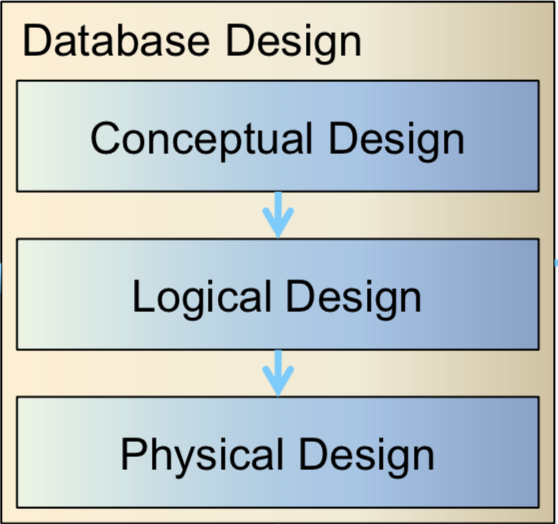 Database Design
Conceptual Design
Logical Design
Physical Design